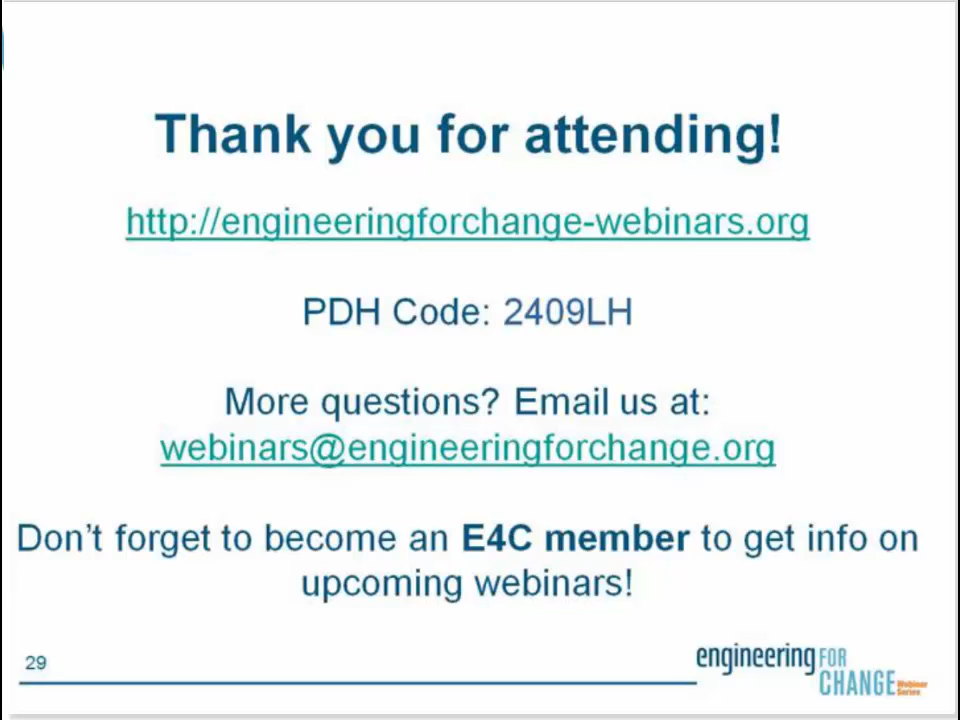 Thank you for attending!
http://engineeringforchange-webinars.org
PDH Code: 2409LH
More questions? Email us at:
webinars@engineeringforchange.org
Don't forget to become an E4C member to get info on
upcoming webinars!
29
engineering FOR
CHANGE Webinar
Series